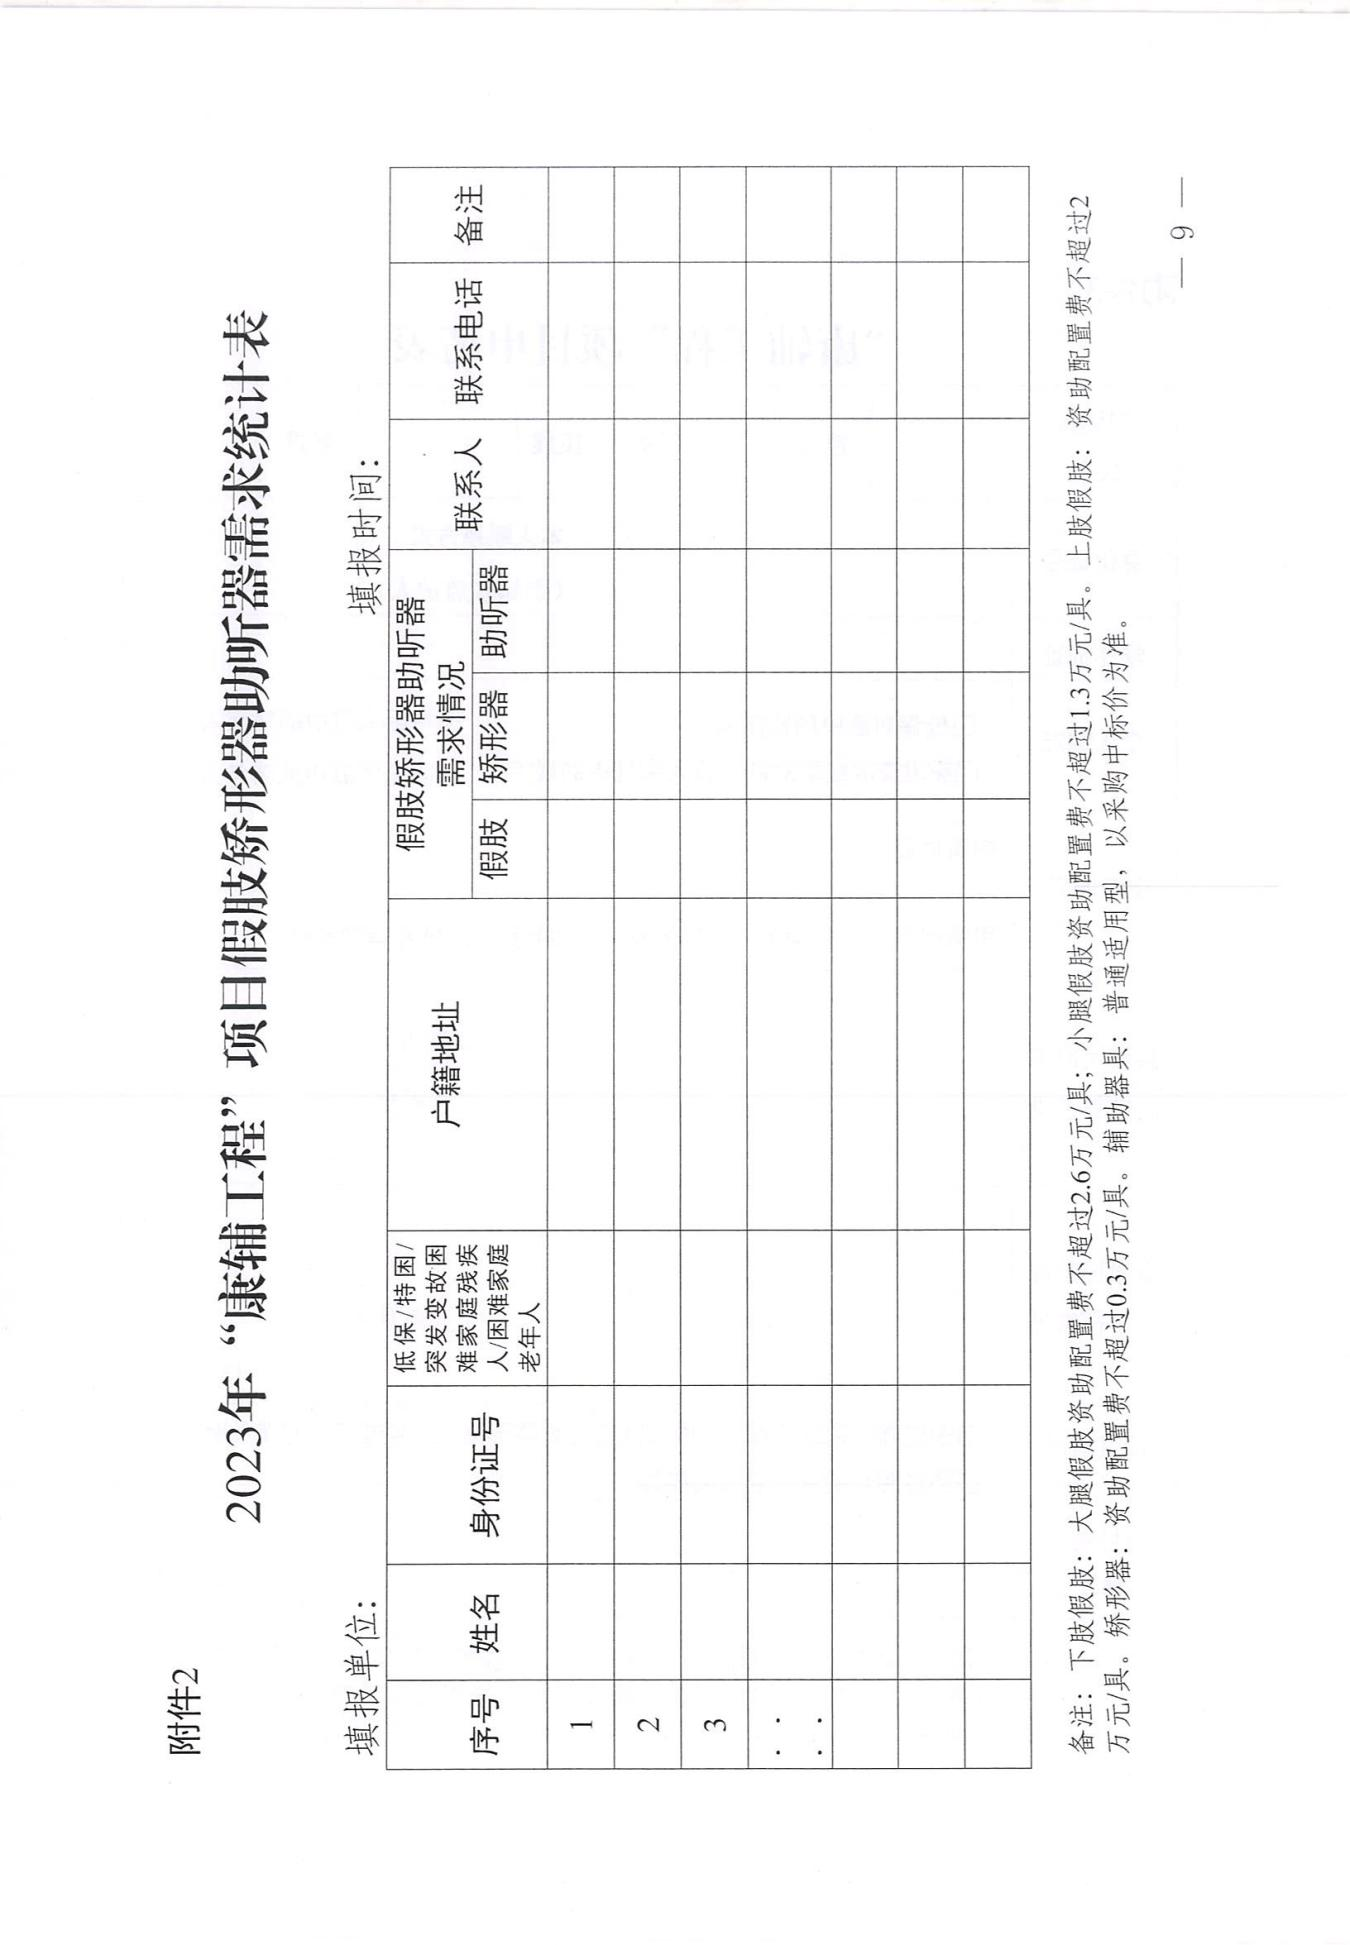 附件2
2023年“康辅工程”项目假肢矫形器助听器需求统计表
填报单位： 填报时间：
序号 姓名 身份证号 低保/特困/ 户籍地址 假肢矫形器助听器 联系人 联系电话 备注
突发变故困 需求情况
难家庭残疾 假肢 矫形器 助听器
人/困难家庭
老年人
1
2
3
. .
. .
备注：下肢假肢：大腿假肢资助配置费不超过2.6万元/具；小腿假肢资助配置费不超过1.3万元/具。上肢假肢：资助配置费不超过2
万元/具。矫形器：资助配置费不超过0.3万元/具。辅助器具：普通适用型，以采购中标价为准。
— 9 —